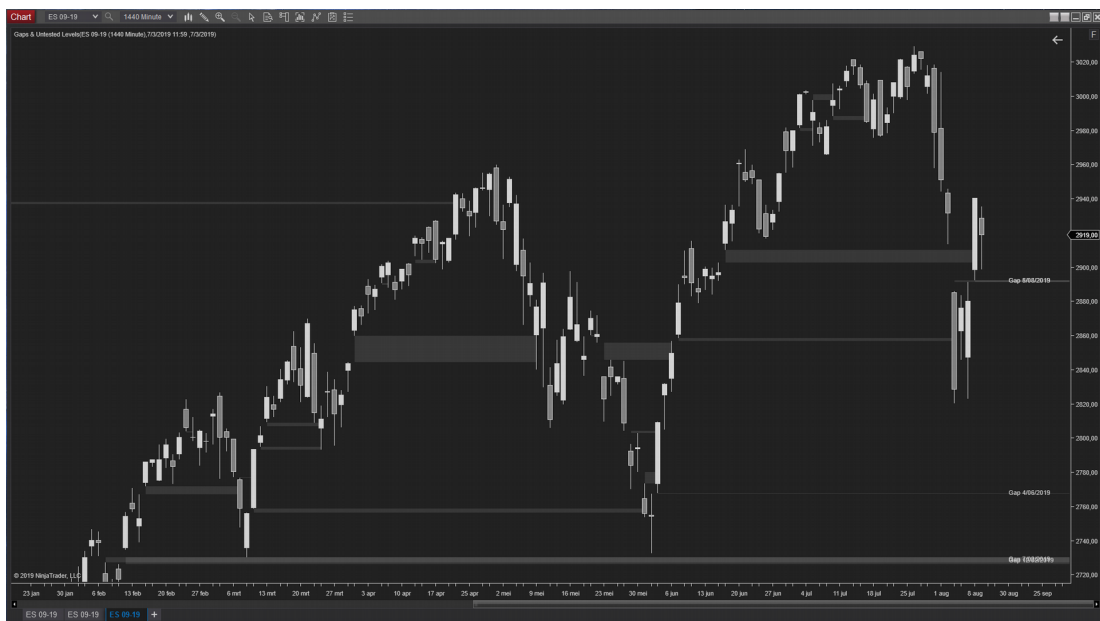 Chart ES 09-19 1440 Minute
Gaps & Untested Levels(ES 09-19 (1440 Minute),7/3/2019 11:59 ,7/3/2019)
F
3020,00
3000,00
2980,00
2960,00
2940,00
2919,00
2900,00
Gap 8/08/2019
2880,00
2860,00
2840,00
2820,00
2800,00
2780,00
Gap 4/06/2019
2760,00
2740,00
Gap
© 2019 NinjaTrader, LLC
2720,00
23 jan 30 jan 6 feb 13 feb 20 feb 27 feb 6 mrt 13 mrt 20 mrt 27 mrt 3 apr 10 apr 17 apr 25 apr 2 mei 9 mei 16 mei 23 mei 30 mei 6 jun 13 jun 20 jun 27 jun 4 jul 11 jul 18 jul 25 jul 1 aug 8 aug 30 aug 25 sep
ES 09-19 ES 09-19 ES 09-19 +